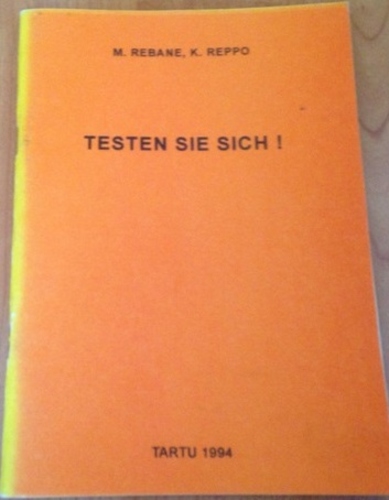 M. REBANE, K. REPPO
TESTEN SIE SICH !
TARTU 1994